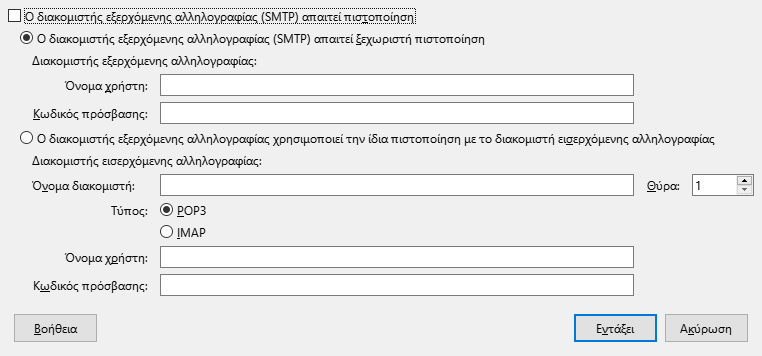 Ο διακομιστής εξερχόμενης αλληλογραφίας (SMTP) απαιτεί πιστοποίηση
Ο διακομιστής εξερχόμενης αλληλογραφίας (SMTP) απαιτεί ξεχωριστή πιστοποίηση
Διακομιστής εξερχόμενης αλληλογραφίας:
Όνομα χρήστη:
Κωδικός πρόσβασης:
Ο διακομιστής εξερχόμενης αλληλογραφίας χρησιμοποιεί την ίδια πιστοποίηση με το διακομιστή εισερχόμενης αλληλογραφίας
Διακομιστής εισερχόμενης αλληλογραφίας:
Όνομα διακομιστή: Θύρα: 1
Τύπος: POP3
IMAP
Όνομα χρήστη:
Κωδικός πρόσβασης:
Βοήθεια Εντάξει Ακύρωση